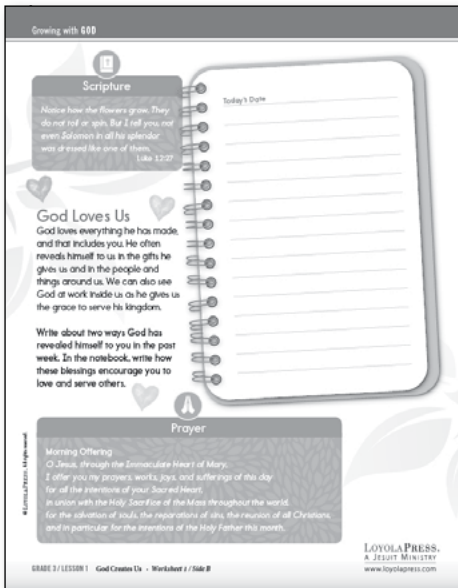 Growing with GOD
Scripture
Notice how the flowers grow. They
do not toil or spin. But I tell you, not
even Solomon in all his splendor
was dressed like one of them.
Luke 12:27
Today's Date
God Loves Us
God loves everything he has made,
and that includes you. He often
reveals himself to us in the gifts he
gives us and in the people and
things around us. We can also see
God at work inside us as he gives us
the grace to serve his kingdom.
Write about two ways God has
revealed himself to you in the past
week. In the notebook, write how
these blessings encourage you to
love and serve others.
Prayer
Morning Offering
O Jesus, through the Immaculate Heart of Mary,
I offer you my prayers, works, joys, and sufferings of this day
for all the intentions of your Sacred Heart,
in union with the Holy Sacrifice of the Mass throughout the world,
for the salvation of souls, the reparation of sins, the reunion of all Christians,
and in particular for the intentions of the Holy Father this month.
© LOYOLA PRESS. All rights reserved.
GRADE 3 / LESSON 1 God Creates Us • Worksheet 1 / Side B
LOYOLA PRESS.
A JESUIT MINISTRY
www.loyolapress.com